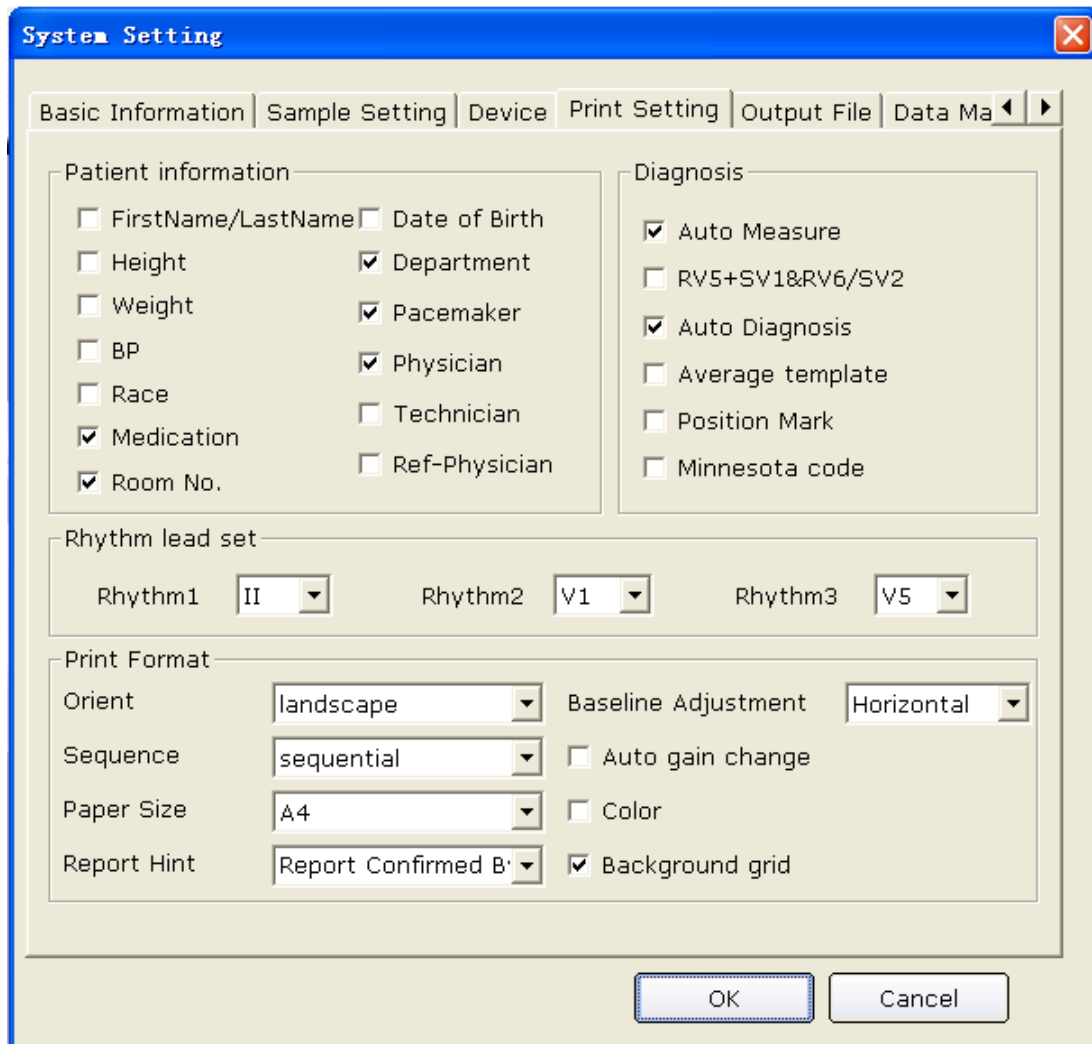 System Setting
Basic Information Sample Setting Device Print Setting Output File Data Ma
Patient information
FirstName/LastName
Height
Weight
BP
Race
Medication
Room No.
Date of Birth
Department
Pacemaker
Physician
Technician
Ref-Physician
Diagnosis
Auto Measure
RV5+SV1&RV6/SV2
Auto Diagnosis
Average template
Position Mark
Minnesota code
Rhythm lead set
Rhythm1 II Rhythm2 V1 Rhythm3 V5
Print Format
Orient landscape Baseline Adjustment Horizontal
Sequence sequential Auto gain change
Paper Size A4 Color
Report Hint Report Confirmed B Background grid
OK Cancel